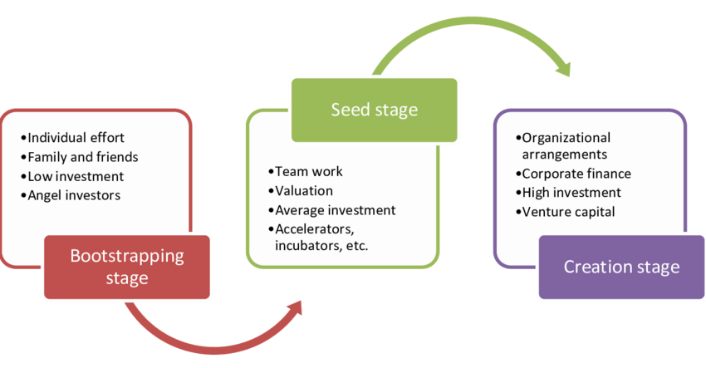 •Individual effort
•Family and friends
•Low investment
•Angel investors
Bootstrapping
stage
Seed stage
•Team work
•Valuation
•Average investment
•Accelerators,
incubators, etc.
•Organizational
arrangements
•Corporate finance
•High investment
•Venture capital
Creation stage